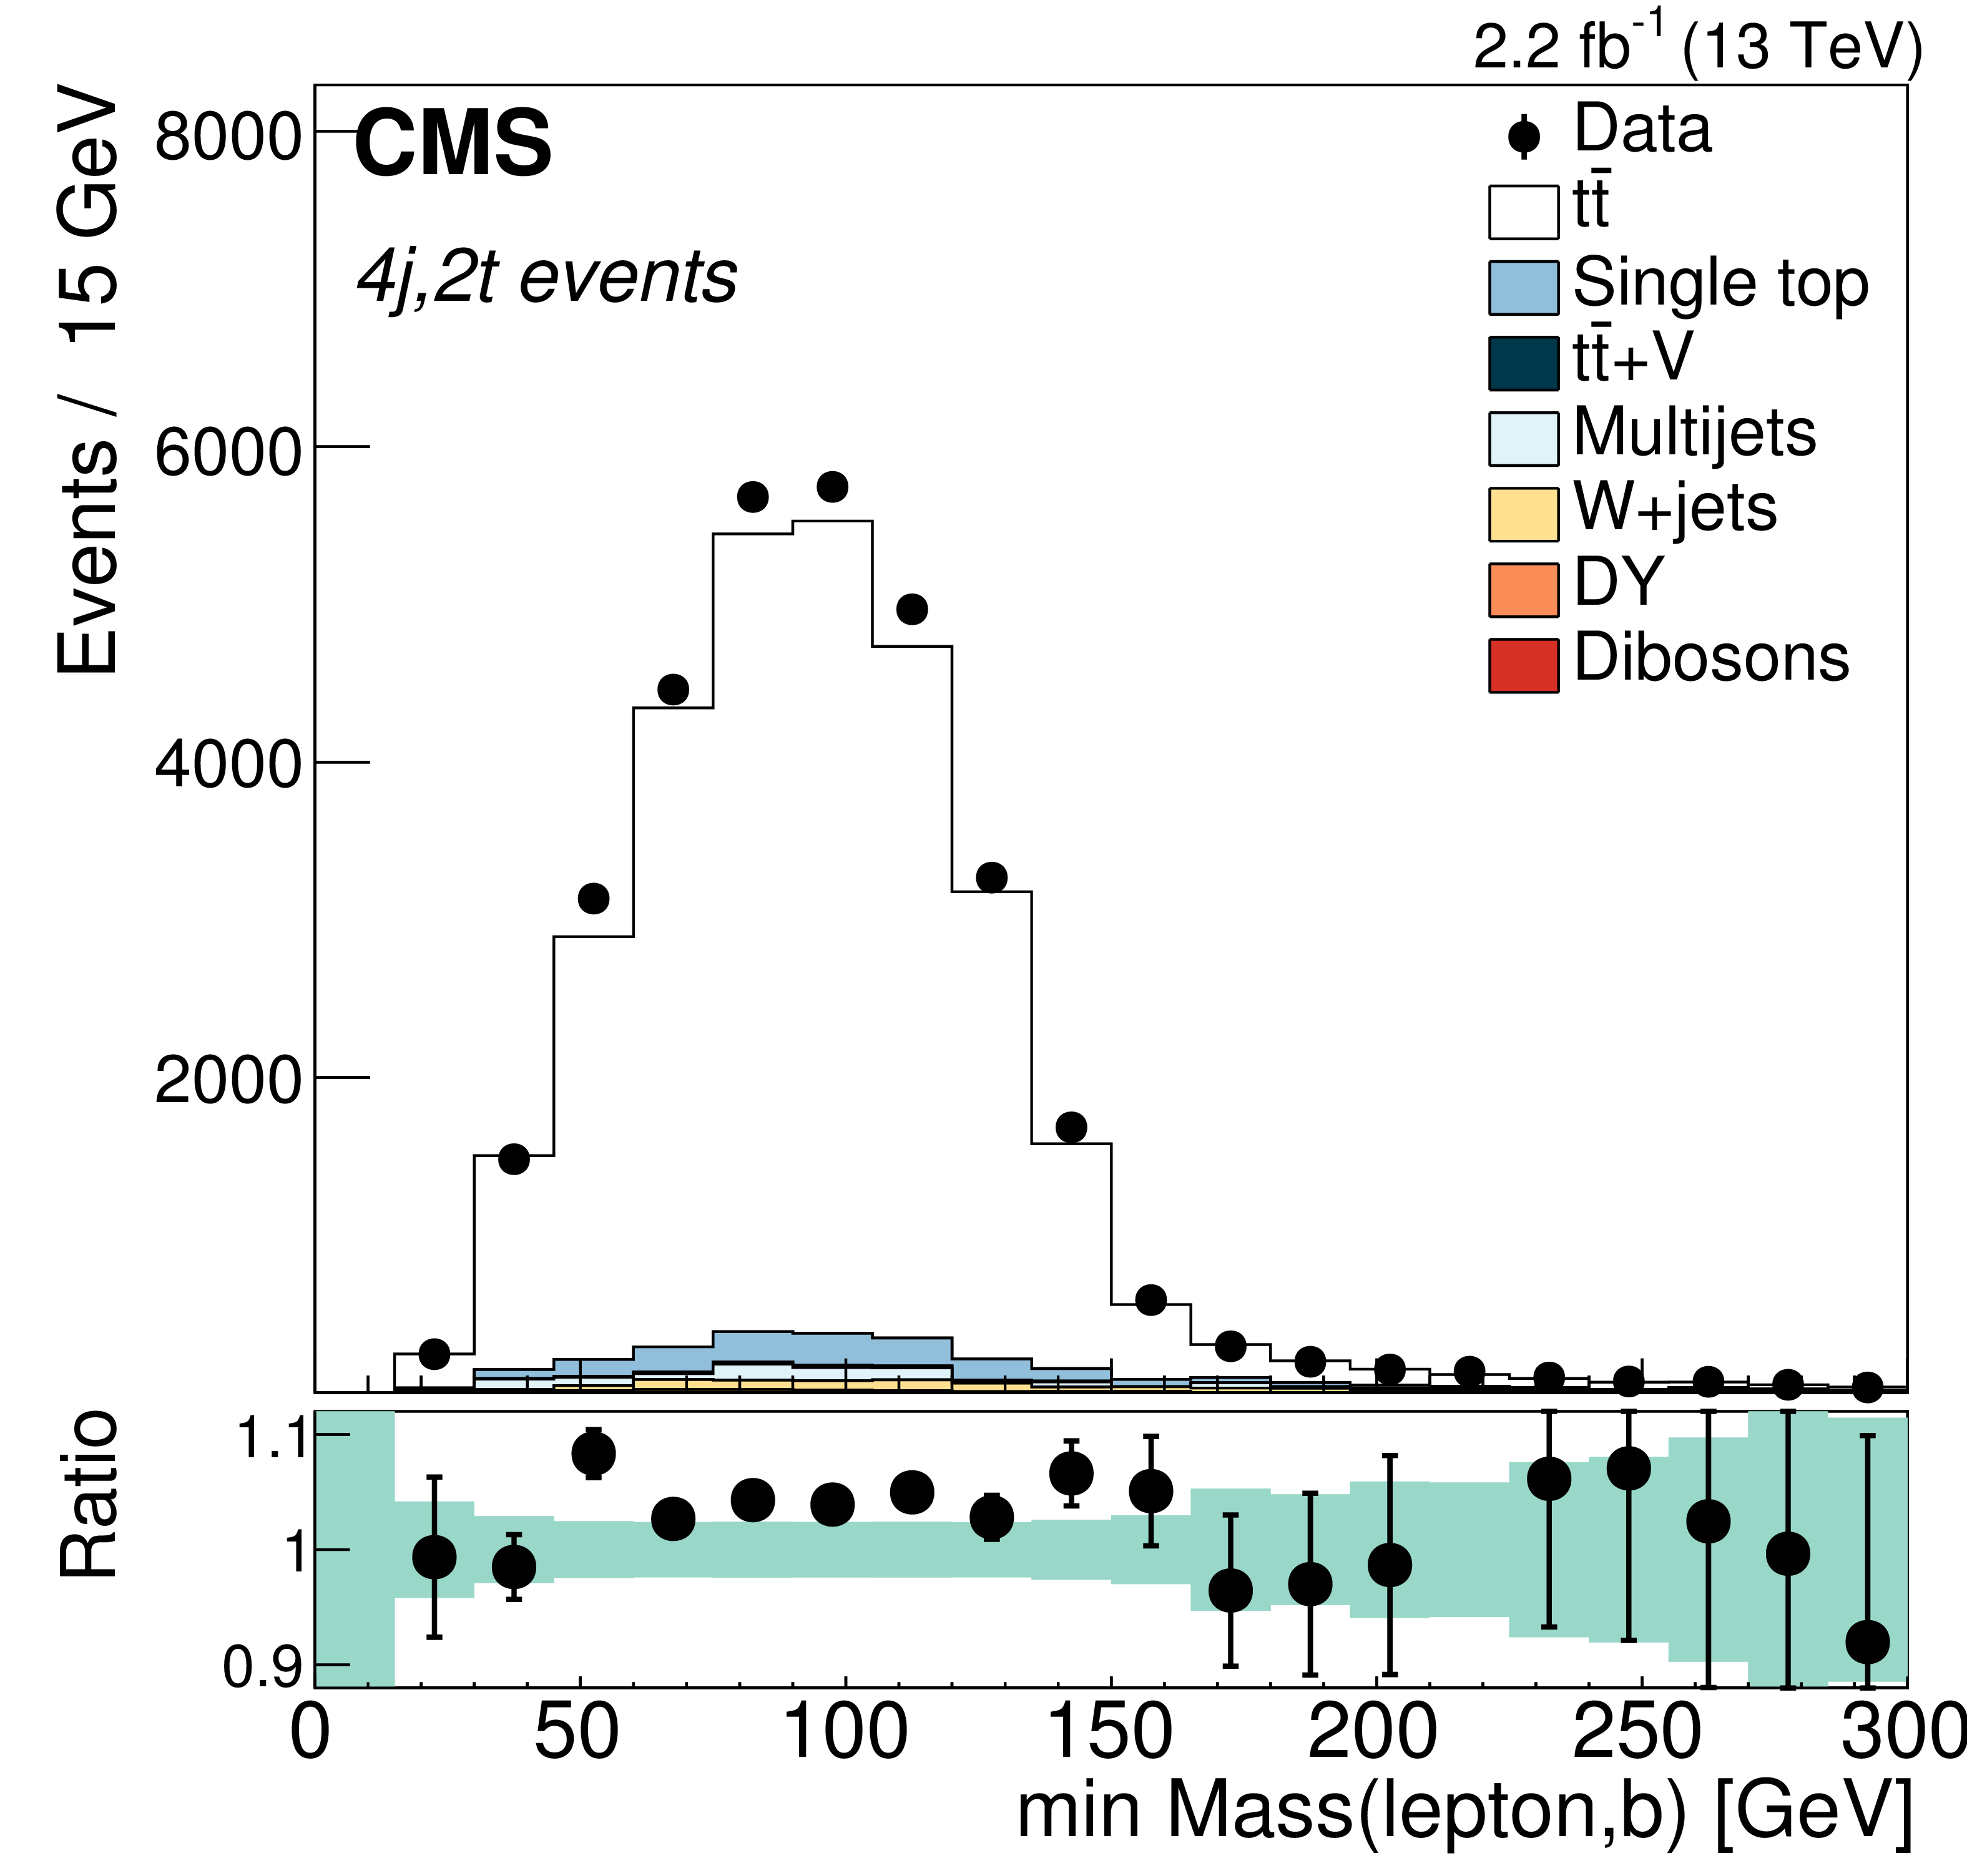 2.2 fb⁻¹ (13 TeV)
Events / 15 GeV
8000
6000
4000
2000
CMS
4j,2t events
Data
tt̄
Single top
tt̄+V
Multijets
W+jets
DY
Dibosons
Ratio
1.1
1
0.9
0 50 100 150 200 250 300
min Mass(lepton,b) [GeV]